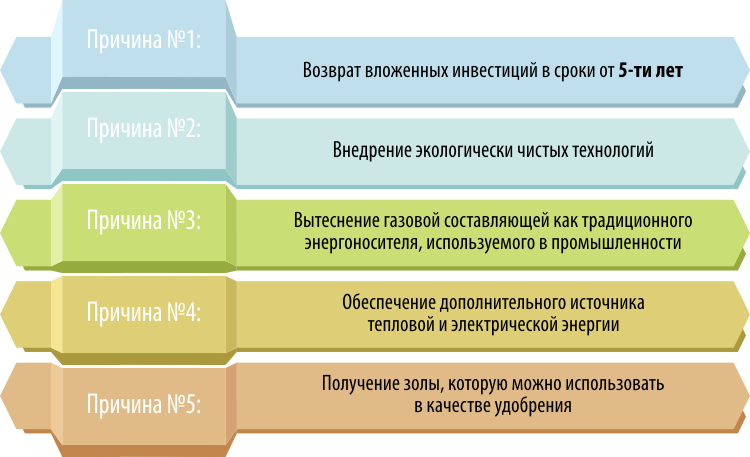 Причина №1:
Возврат вложенных инвестиций в сроки от 5-ти лет
Причина №2:
Внедрение экологически чистых технологий
Причина №3:
Вытеснение газовой составляющей как традиционного
энергоносителя, используемого в промышленности
Причина №4:
Обеспечение дополнительного источника
тепловой и электрической энергии
Причина №5:
Получение золы, которую можно использовать
в качестве удобрения